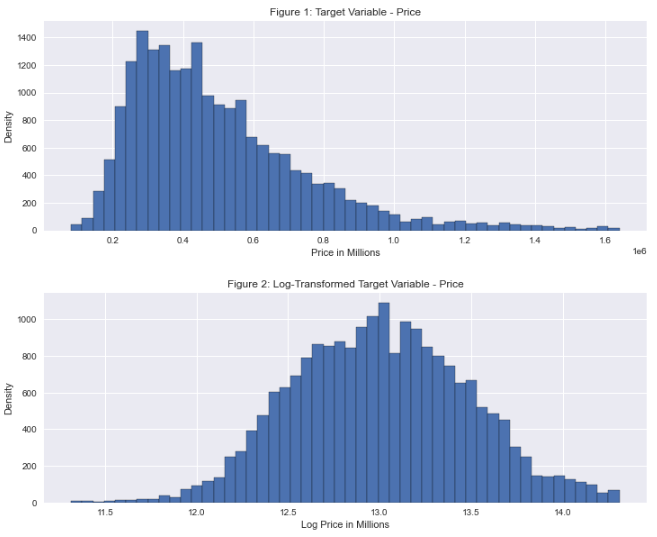 Figure 1: Target Variable - Price
1400
1200
1000
800
600
400
200
0
Density
0.2 0.4 0.6 0.8 1.0 1.2 1.4 1.6
1e6
Price in Millions
Figure 2: Log-Transformed Target Variable - Price
1000
800
600
400
200
0
Density
11.5 12.0 12.5 13.0 13.5 14.0
Log Price in Millions